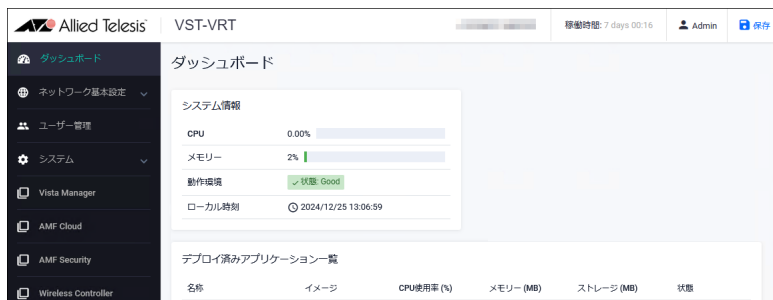 Allied Telesis VST-VRT 稼働時間: 7 days 00:16 Admin 保存
ダッシュボード
ネットワーク基本設定
ユーザー管理
システム
Vista Manager
AMF Cloud
AMF Security
Wireless Controller
ダッシュボード
システム情報
CPU 0.00%
メモリー 2%
動作環境 状態: Good
ローカル時刻 2024/12/25 13:06:59
デプロイ済みアプリケーション一覧
名称 イメージ CPU使用率 (%) メモリー (MB) ストレージ (MB) 状態